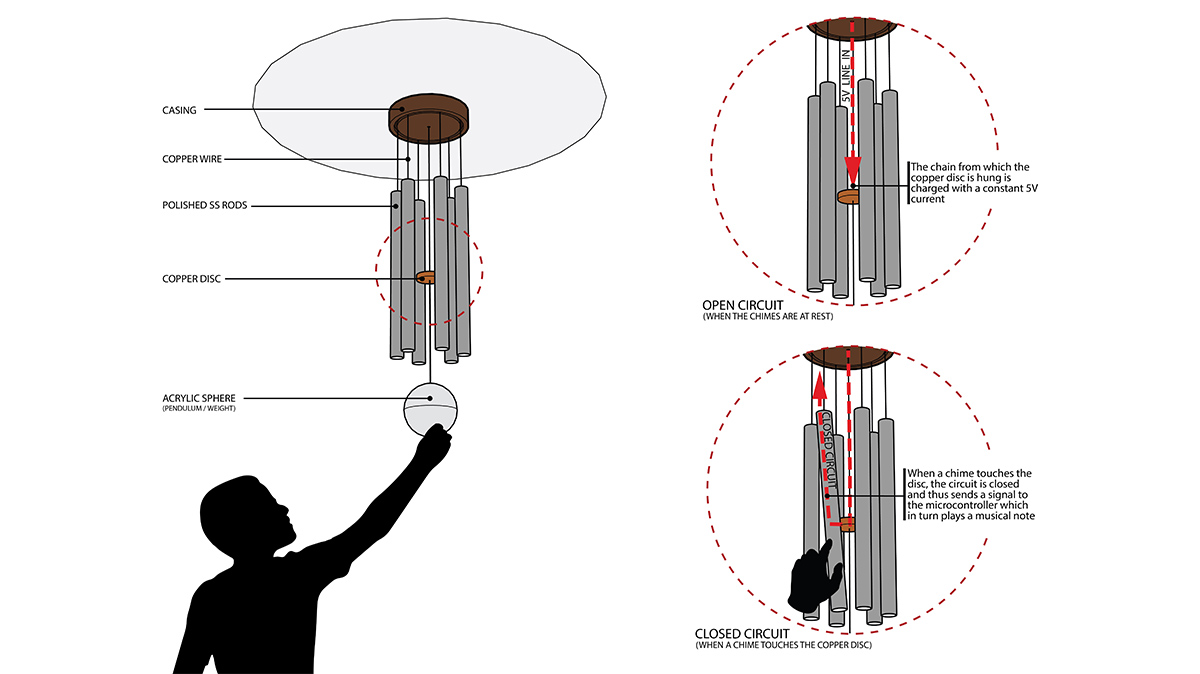 CASING
COPPER WIRE
POLISHED SS RODS
COPPER DISC
ACRYLIC SPHERE
(PENDULUM / WEIGHT)
5V LINE IN
The chain from which the
copper disc is hung is
charged with a constant 5V
current
OPEN CIRCUIT
(WHEN THE CHIMES ARE AT REST)
CLOSED CIRCUIT
When a chime touches the
disc, the circuit is closed
and thus sends a signal to
the microcontroller which
in turn plays a musical note
CLOSED CIRCUIT
(WHEN A CHIME TOUCHES THE COPPER DISC)